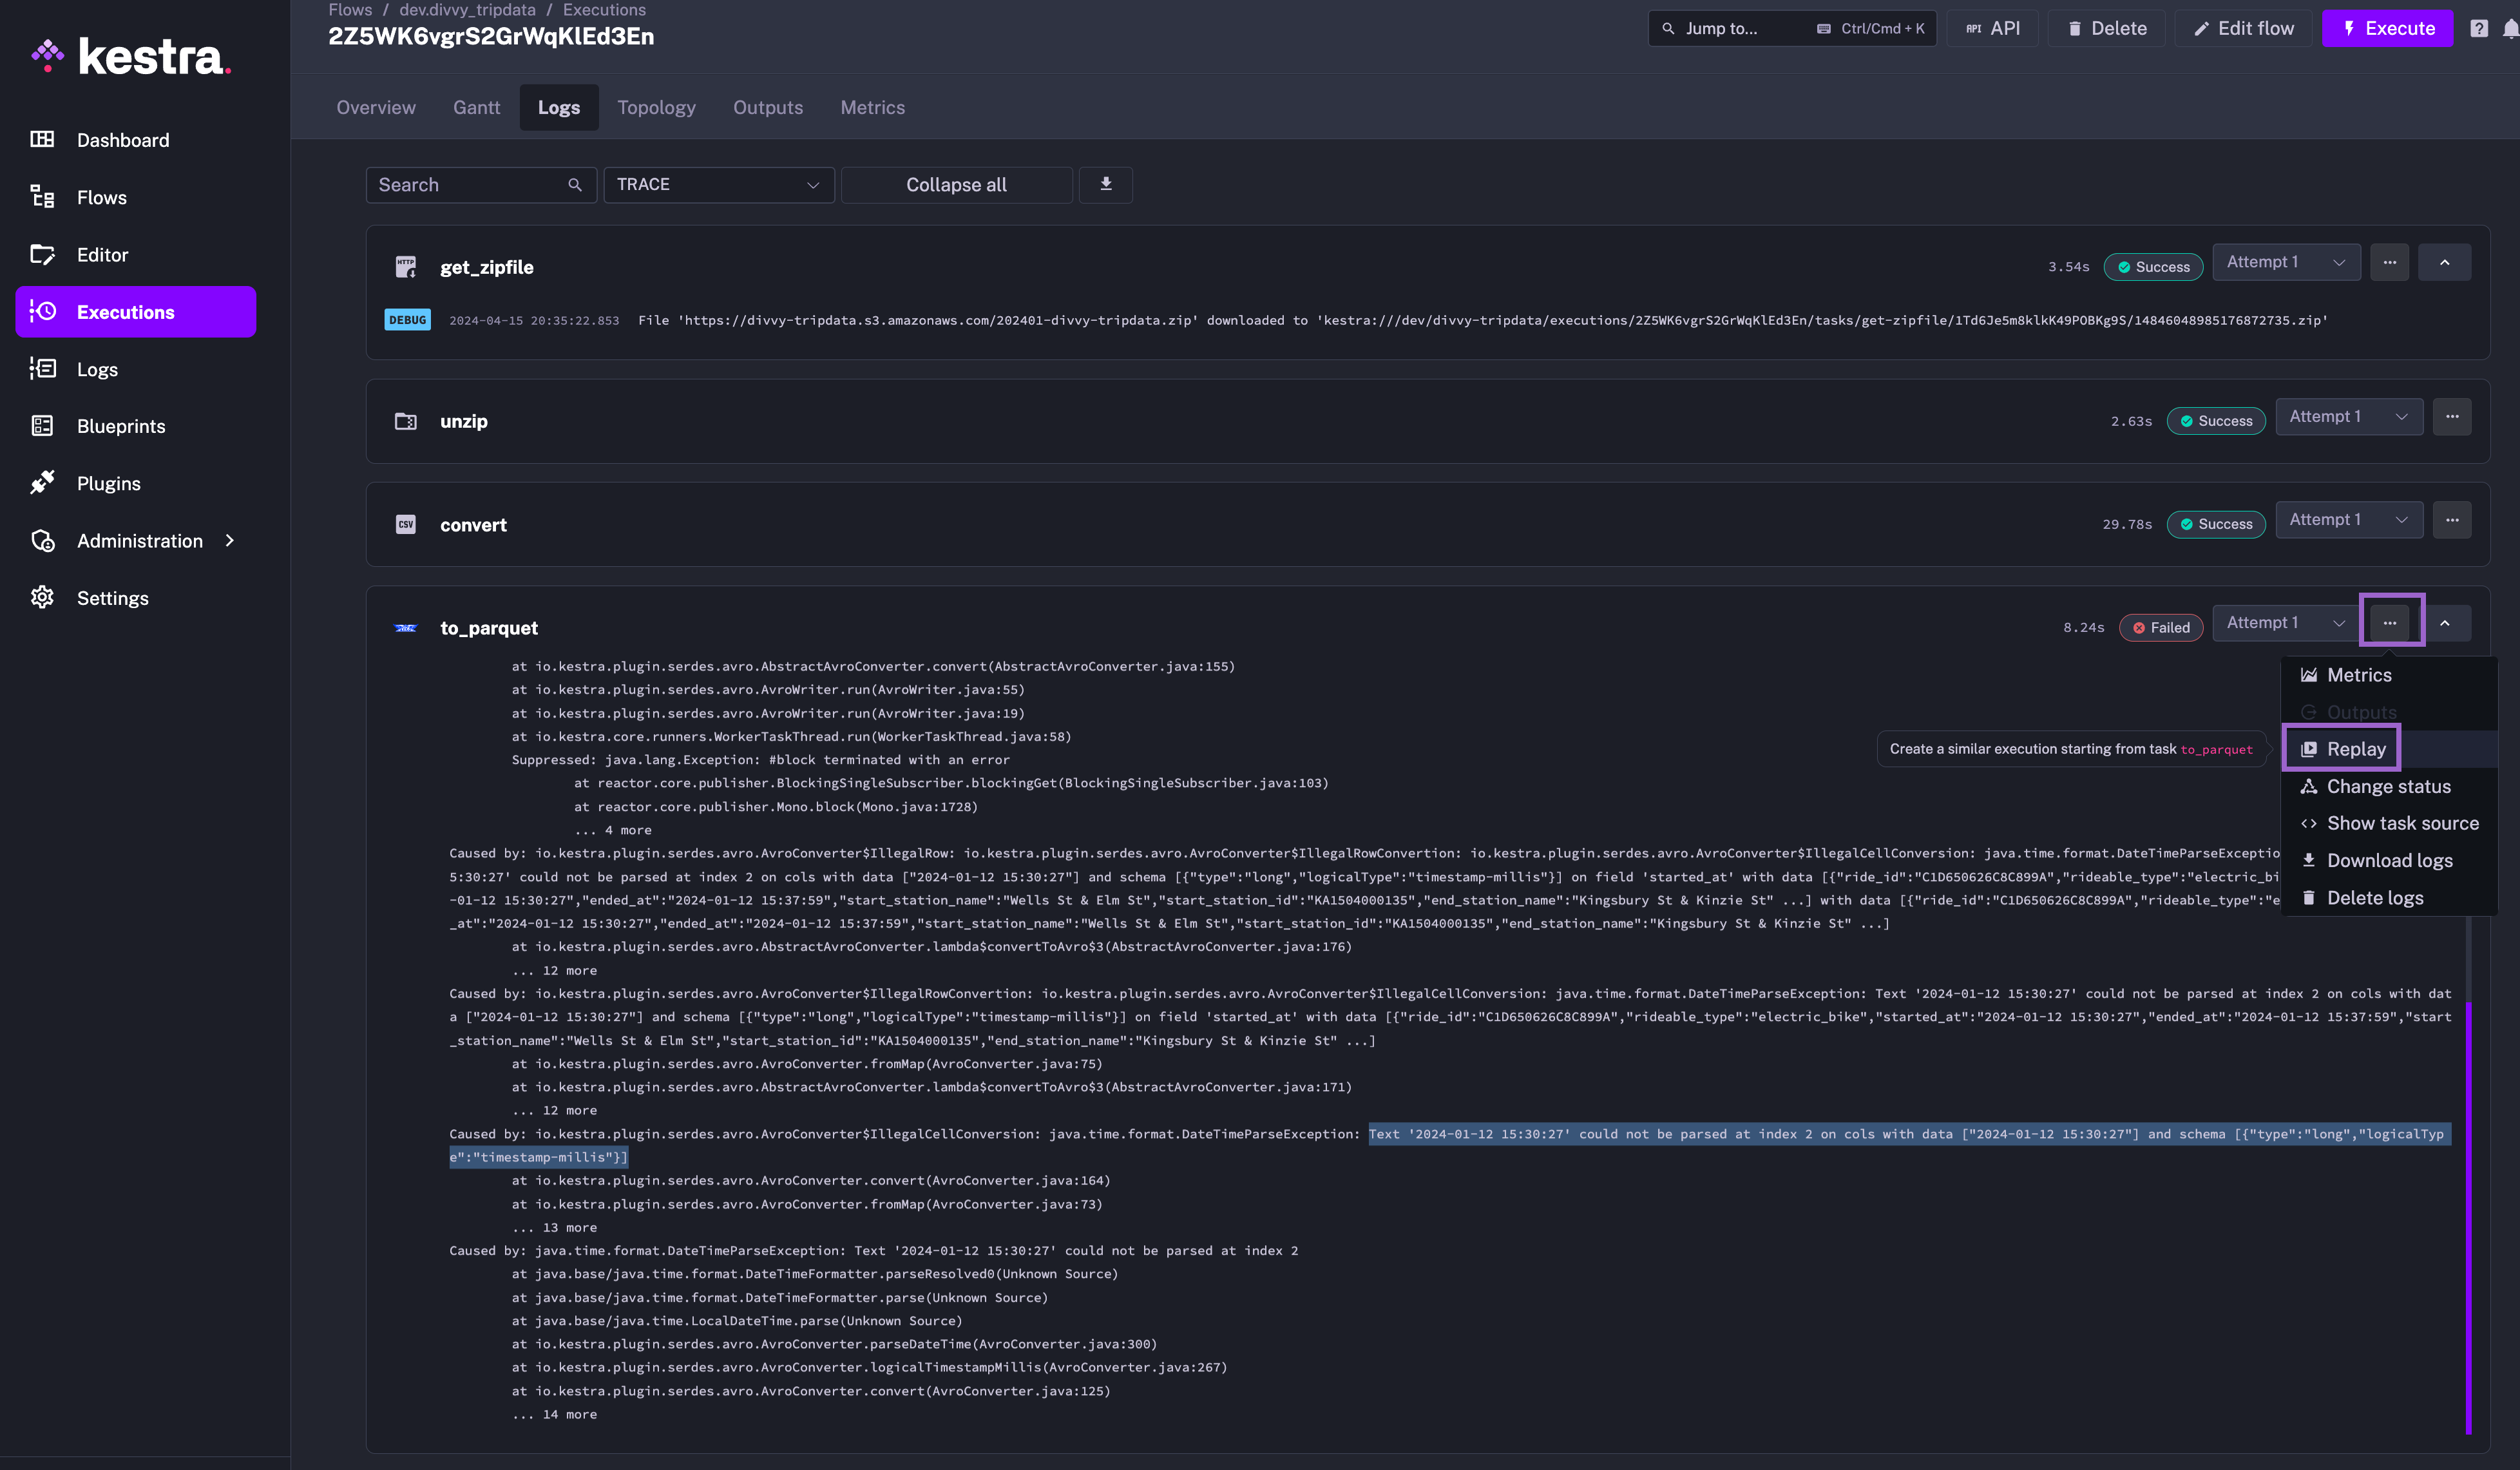 kestra.
Dashboard
Flows
Editor
Executions
Logs
Blueprints
Plugins
Administration
Settings
Flows / dev.divvy_tripdata / Executions
2Z5WK6vgrS2GrWqKlEd3En
Jump to... Ctrl/Cmd + K
API API
Delete
Edit flow
Execute
Overview Gantt Logs Topology Outputs Metrics
Search
TRACE
Collapse all
HTTP
get_zipfile
3.54s Success Attempt 1
DEBUG 2024-04-15 20:35:22.853 File 'https://divvy-tripdata.s3.amazonaws.com/202401-divvy-tripdata.zip' downloaded to 'kestra:///dev/divvy-tripdata/executions/2Z5WK6vgrS2GrWqKlEd3En/tasks/get-zipfile/1Td6Je5m8klkK49POBKg9S/14846048985176872735.zip'
unzip
2.63s Success Attempt 1
CSV
convert
29.78s Success Attempt 1
to_parquet
8.24s Failed Attempt 1
at io.kestra.plugin.serdes.avro.AbstractAvroConverter.convert(AbstractAvroConverter.java:155)
at io.kestra.plugin.serdes.avro.AvroWriter.run(AvroWriter.java:55)
at io.kestra.plugin.serdes.avro.AvroWriter.run(AvroWriter.java:19)
at io.kestra.core.runners.WorkerTaskThread.run(WorkerTaskThread.java:58)
Suppressed: java.lang.Exception: #block terminated with an error
at reactor.core.publisher.BlockingSingleSubscriber.blockingGet(BlockingSingleSubscriber.java:103)
at reactor.core.publisher.Mono.block(Mono.java:1728)
... 4 more
Caused by: io.kestra.plugin.serdes.avro.AvroConverter$IllegalRow: io.kestra.plugin.serdes.avro.AvroConverter$IllegalRowConvertion: io.kestra.plugin.serdes.avro.AvroConverter$IllegalCellConversion: java.time.format.DateTimeParseExceptio
5:30:27' could not be parsed at index 2 on cols with data ["2024-01-12 15:30:27"] and schema [{"type":"long","logicalType":"timestamp-millis"}] on field 'started_at' with data [{"ride_id":"C1D650626C8C899A","rideable_type":"electric_bi
-01-12 15:30:27","ended_at":"2024-01-12 15:37:59","start_station_name":"Wells St & Elm St","start_station_id":"KA1504000135","end_station_name":"Kingsbury St & Kinzie St" ...] with data [{"ride_id":"C1D650626C8C899A","rideable_type":"e
_at":"2024-01-12 15:30:27","ended_at":"2024-01-12 15:37:59","start_station_name":"Wells St & Elm St","start_station_id":"KA1504000135","end_station_name":"Kingsbury St & Kinzie St" ...]
at io.kestra.plugin.serdes.avro.AbstractAvroConverter.lambda$convertToAvro$3(AbstractAvroConverter.java:176)
... 12 more
Caused by: io.kestra.plugin.serdes.avro.AvroConverter$IllegalRowConvertion: io.kestra.plugin.serdes.avro.AvroConverter$IllegalCellConversion: java.time.format.DateTimeParseException: Text '2024-01-12 15:30:27' could not be parsed at index 2 on cols with dat
a ["2024-01-12 15:30:27"] and schema [{"type":"long","logicalType":"timestamp-millis"}] on field 'started_at' with data [{"ride_id":"C1D650626C8C899A","rideable_type":"electric_bike","started_at":"2024-01-12 15:30:27","ended_at":"2024-01-12 15:37:59","start
_station_name":"Wells St & Elm St","start_station_id":"KA1504000135","end_station_name":"Kingsbury St & Kinzie St" ...]
at io.kestra.plugin.serdes.avro.AvroConverter.fromMap(AvroConverter.java:75)
at io.kestra.plugin.serdes.avro.AbstractAvroConverter.lambda$convertToAvro$3(AbstractAvroConverter.java:171)
... 12 more
Caused by: io.kestra.plugin.serdes.avro.AvroConverter$IllegalCellConversion: java.time.format.DateTimeParseException: Text '2024-01-12 15:30:27' could not be parsed at index 2 on cols with data ["2024-01-12 15:30:27"] and schema [{"type":"long","logicalTyp
e":"timestamp-millis"}]
at io.kestra.plugin.serdes.avro.AvroConverter.convert(AvroConverter.java:164)
at io.kestra.plugin.serdes.avro.AvroConverter.fromMap(AvroConverter.java:73)
... 13 more
Caused by: java.time.format.DateTimeParseException: Text '2024-01-12 15:30:27' could not be parsed at index 2
at java.base/java.time.format.DateTimeFormatter.parseResolved0(Unknown Source)
at java.base/java.time.format.DateTimeFormatter.parse(Unknown Source)
at java.base/java.time.LocalDateTime.parse(Unknown Source)
at io.kestra.plugin.serdes.avro.AvroConverter.parseDateTime(AvroConverter.java:300)
at io.kestra.plugin.serdes.avro.AvroConverter.logicalTimestampMillis(AvroConverter.java:267)
at io.kestra.plugin.serdes.avro.AvroConverter.convert(AvroConverter.java:125)
... 14 more
Metrics
Outputs
Create a similar execution starting from task to_parquet
Replay
Change status
Show task source
Download logs
Delete logs